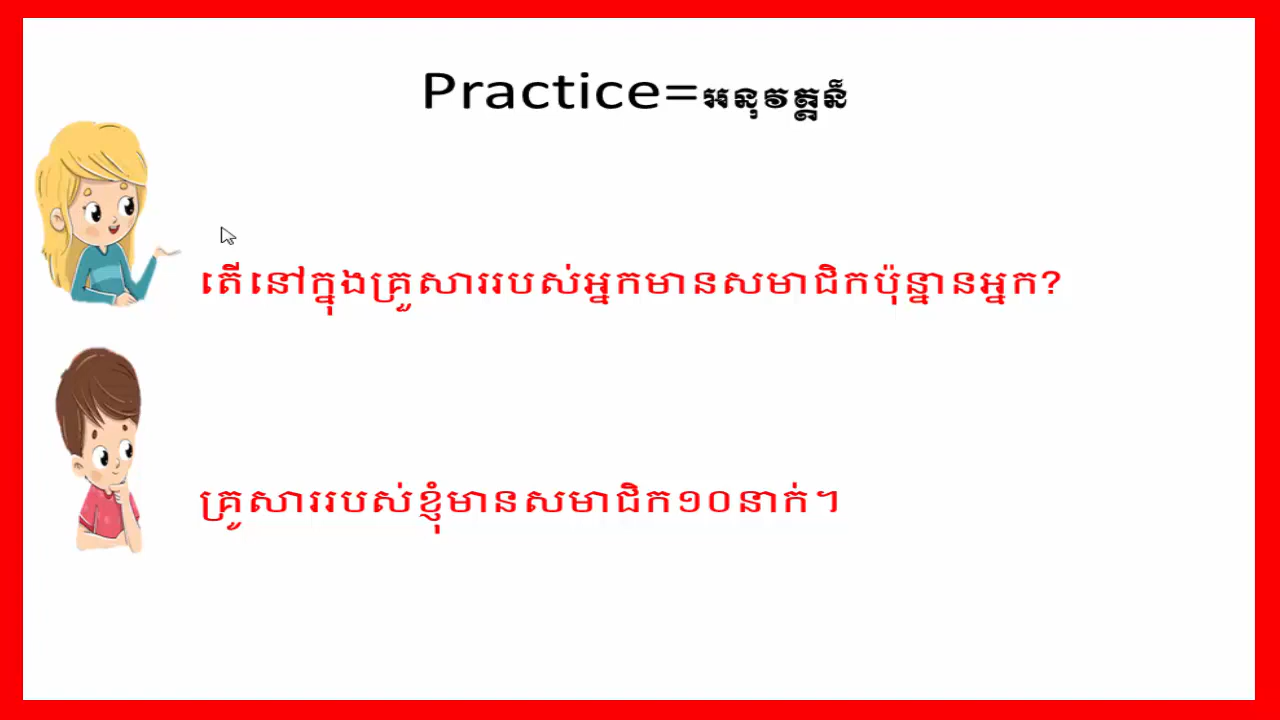 Practice=អនុវត្តន៍
តើនៅក្នុងគ្រួសាររបស់អ្នកមានសមាជិកប៉ុន្នានអ្នក?
គ្រូសាររបស់ខ្ញុំមានសមាជិក១០នាក់។